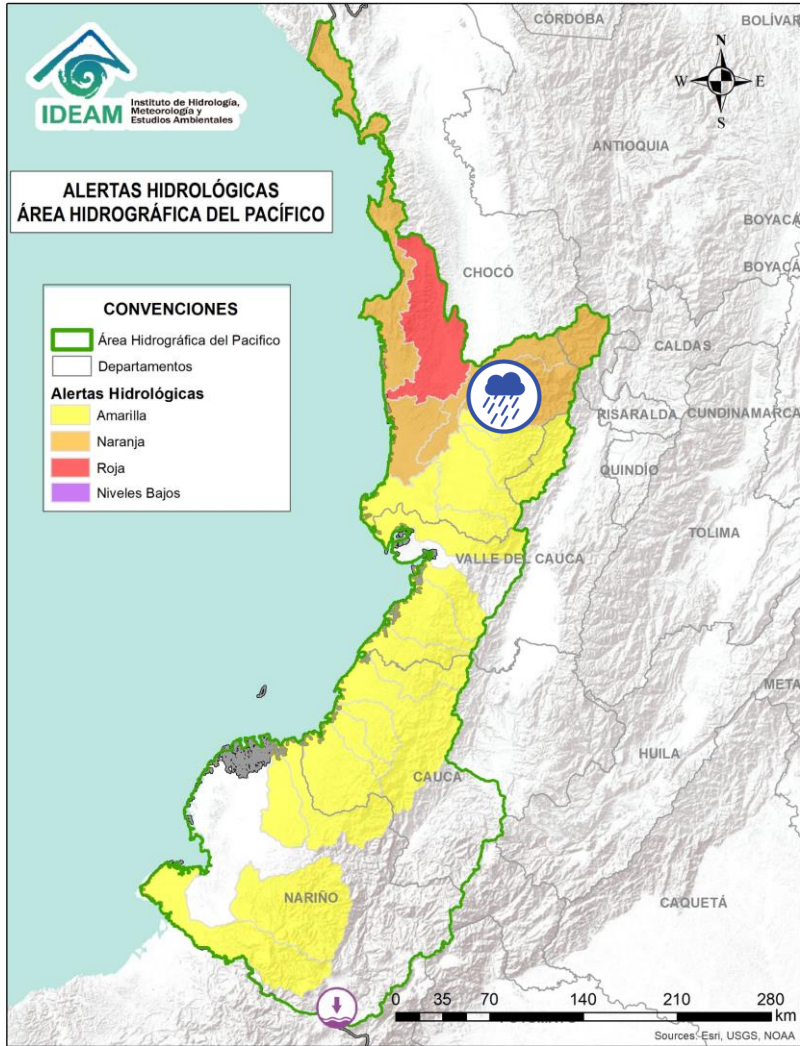 IDEAM
Instituto de Hidrología,
Meteorología y
Estudios Ambientales
ALERTAS HIDROLÓGICAS
ÁREA HIDROGRÁFICA DEL PACÍFICO
CONVENCIONES
Área Hidrográfica del Pacífico
Departamentos
Alertas Hidrológicas
Amarilla
Naranja
Roja
Niveles Bajos
CÓRDOBA
BOLÍVAR
N
W
E
S
ANTIOQUIA
BOYACÁ
CHOCÓ
BOYACÁ
CALDAS
RISARALDA
CUNDINAMARCA
QUINDÍO
TOLIMA
VALLE DEL CAUCA
META
HUILA
CAUCA
NARIÑO
CAQUETÁ
0 35 70 140 210 280
km
Sources: Esri, USGS, NOAA